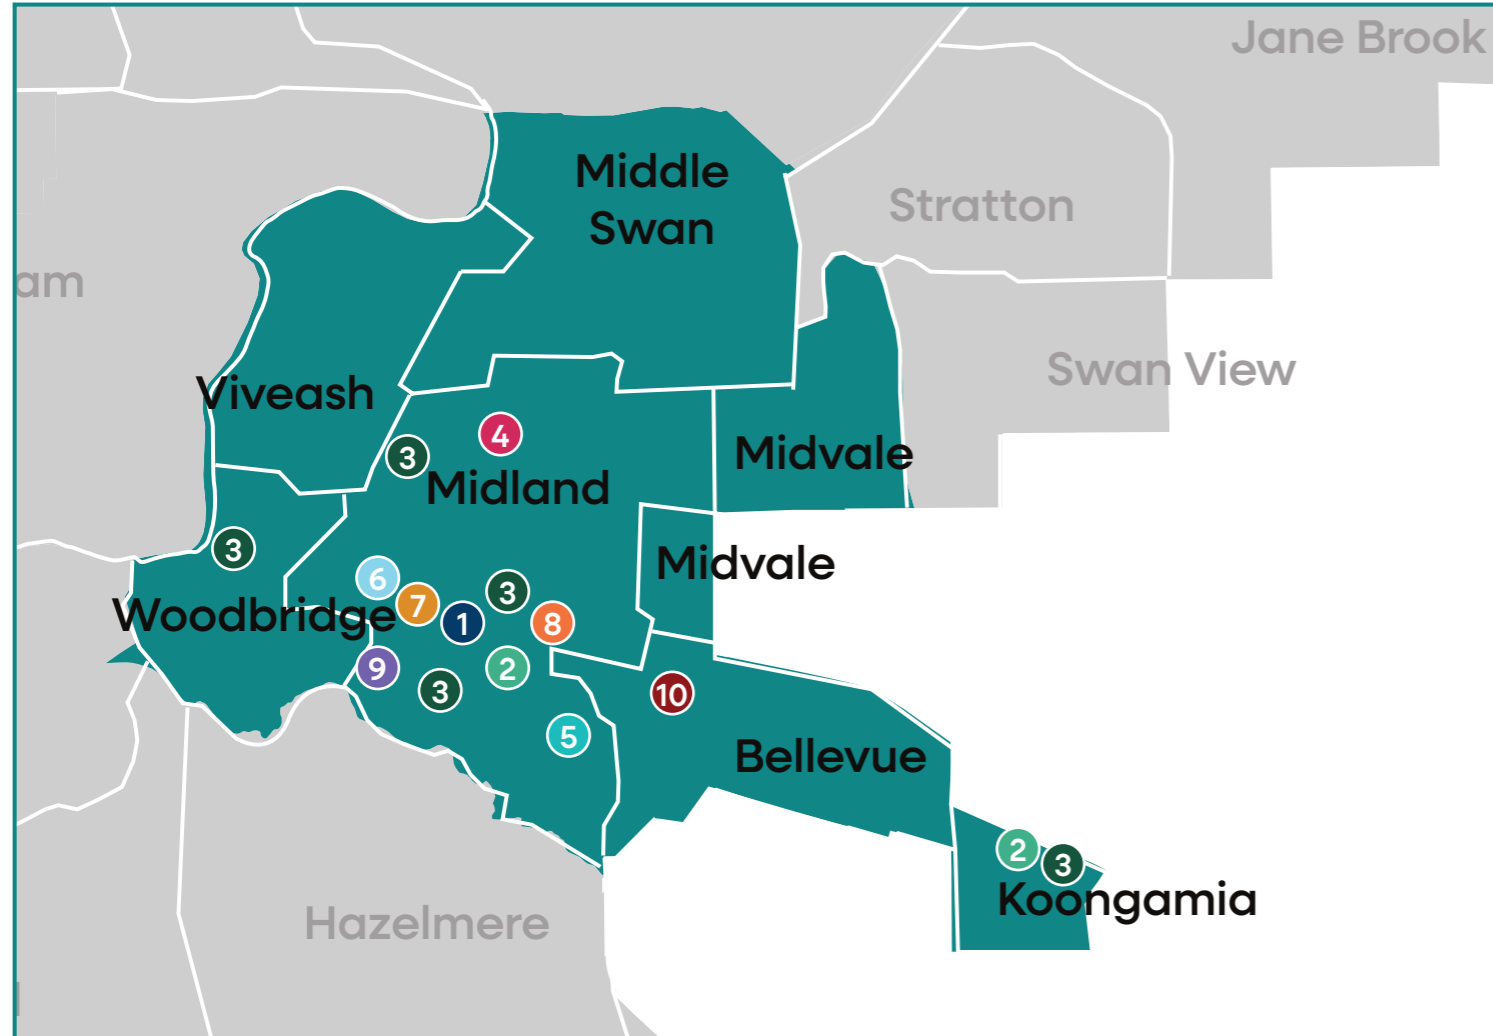 Jane Brook
Middle
Swan
Stratton
am
Swan View
Viveash
4
3
Midland
Midvale
3
Midvale
6
7
3
1
8
Woodbridge
9
2
3
10
5
Bellevue
2
3
Koongamia
Hazelmere